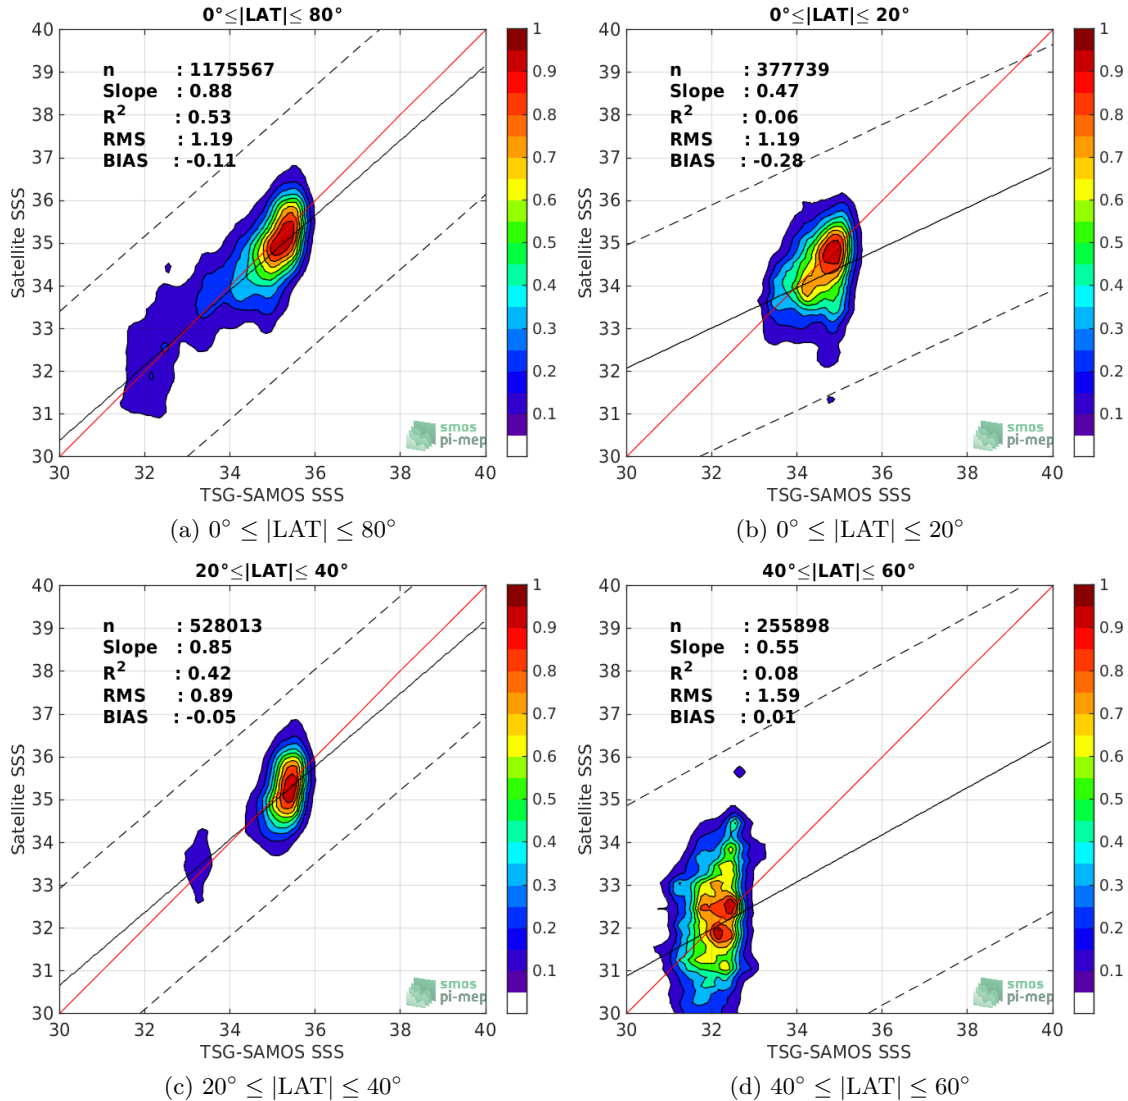 0°≤|LAT|≤ 80°
n : 1175567
Slope : 0.88
R² : 0.53
RMS : 1.19
BIAS : -0.11
40
39
38
37
36
35
34
33
32
31
30
30 32 34 36 38 40
Satellite SSS
TSG-SAMOS SSS
1
0.9
0.8
0.7
0.6
0.5
0.4
0.3
0.2
0.1
smos
pi-mep
(a) 0° ≤ |LAT| ≤ 80°
0°≤|LAT|≤ 20°
n : 377739
Slope : 0.47
R² : 0.06
RMS : 1.19
BIAS : -0.28
40
39
38
37
36
35
34
33
32
31
30
30 32 34 36 38 40
Satellite SSS
TSG-SAMOS SSS
1
0.9
0.8
0.7
0.6
0.5
0.4
0.3
0.2
0.1
smos
pi-mep
(b) 0° ≤ |LAT| ≤ 20°
20°≤|LAT|≤ 40°
n : 528013
Slope : 0.85
R² : 0.42
RMS : 0.89
BIAS : -0.05
40
39
38
37
36
35
34
33
32
31
30
30 32 34 36 38 40
Satellite SSS
TSG-SAMOS SSS
1
0.9
0.8
0.7
0.6
0.5
0.4
0.3
0.2
0.1
smos
pi-mep
(c) 20° ≤ |LAT| ≤ 40°
40°≤|LAT|≤ 60°
n : 255898
Slope : 0.55
R² : 0.08
RMS : 1.59
BIAS : 0.01
40
39
38
37
36
35
34
33
32
31
30
30 32 34 36 38 40
Satellite SSS
TSG-SAMOS SSS
1
0.9
0.8
0.7
0.6
0.5
0.4
0.3
0.2
0.1
smos
pi-mep
(d) 40° ≤ |LAT| ≤ 60°